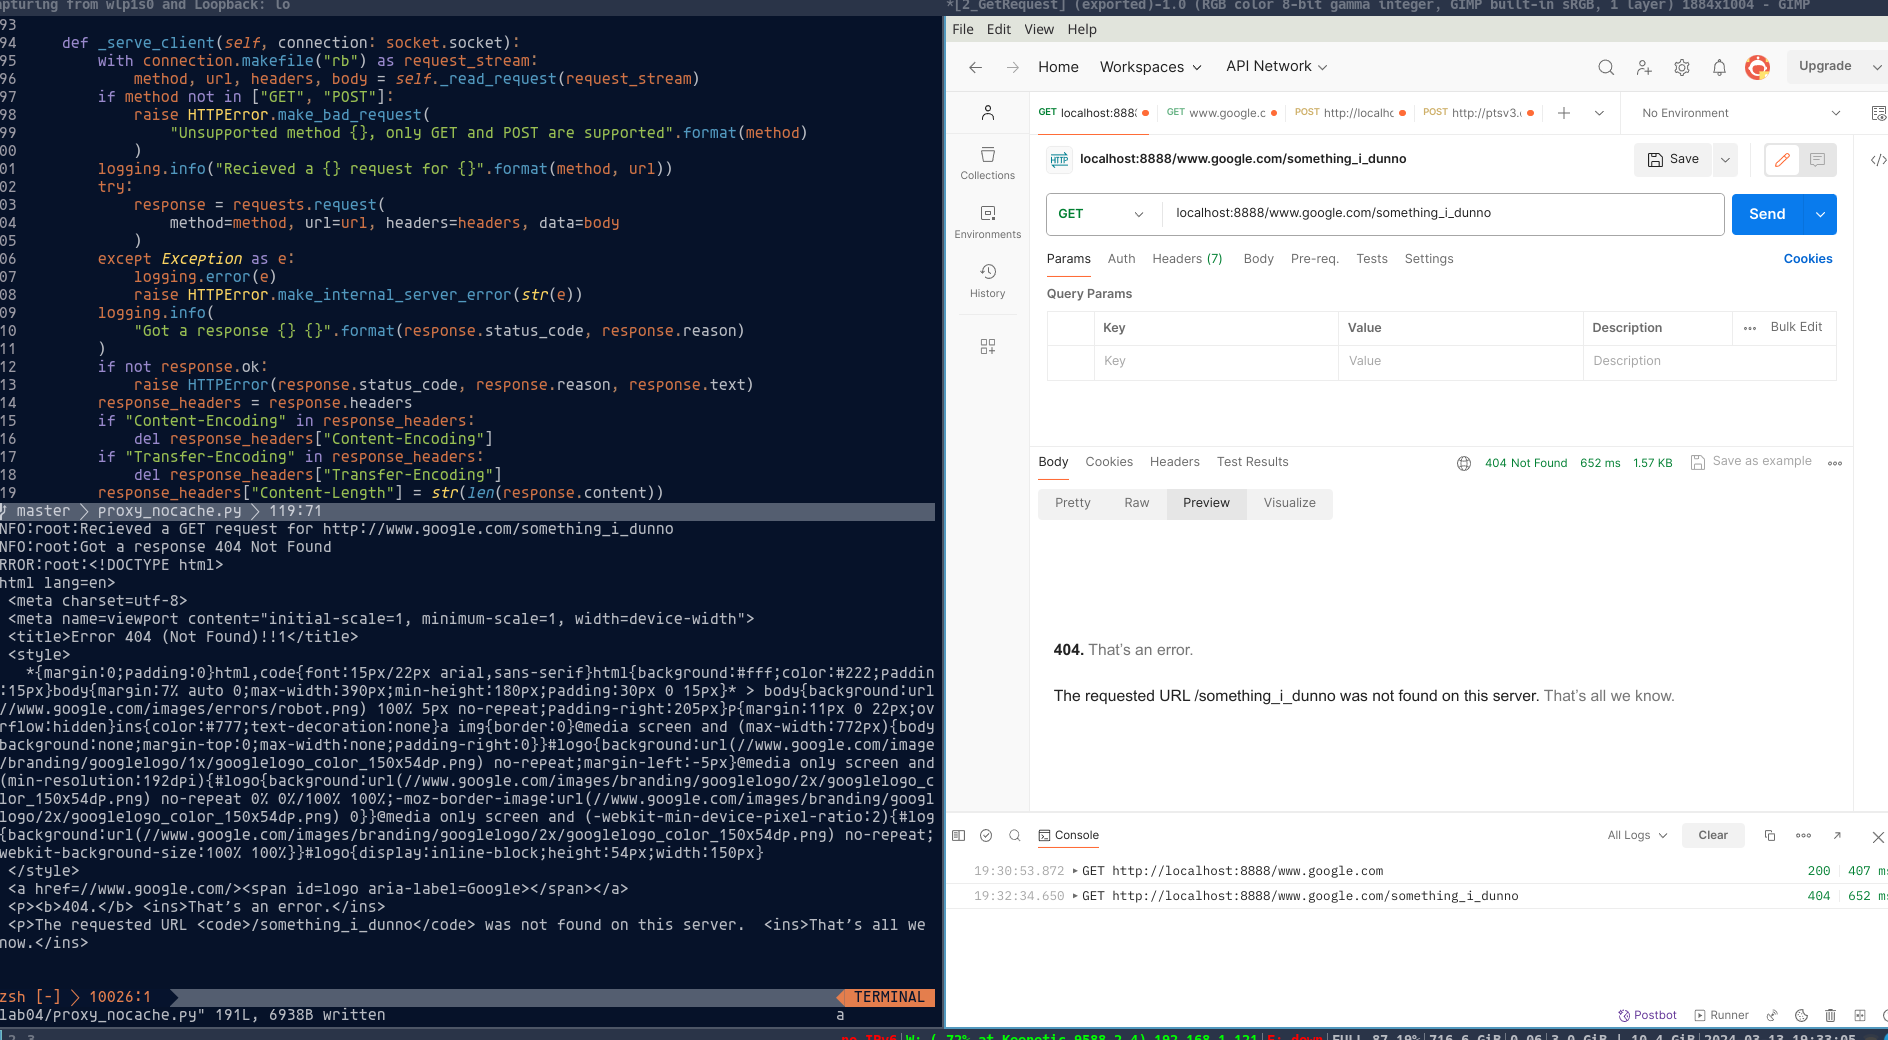 apturing from wlp1s0 and Loopback: lo
*[2_GetRequest] (exported)-1.0 (RGB color 8-bit gamma integer, GIMP built-in sRGB, 1 layer) 1884x1004 – GIMP
93
94 def _serve_client(self, connection: socket.socket):
95 with connection.makefile("rb") as request_stream:
96 method, url, headers, body = self._read_request(request_stream)
97 if method not in ["GET", "POST"]:
98 raise HTTPError.make_bad_request(
99 "Unsupported method {}, only GET and POST are supported".format(method)
00 )
01 logging.info("Recieved a {} request for {}".format(method, url))
02 try:
03 response = requests.request(
04 method=method, url=url, headers=headers, data=body
05 )
06 except Exception as e:
07 logging.error(e)
08 raise HTTPError.make_internal_server_error(str(e))
09 logging.info(
10 "Got a response {} {}".format(response.status_code, response.reason)
11 )
12 if not response.ok:
13 raise HTTPError(response.status_code, response.reason, response.text)
14 response_headers = response.headers
15 if "Content-Encoding" in response_headers:
16 del response_headers["Content-Encoding"]
17 if "Transfer-Encoding" in response_headers:
18 del response_headers["Transfer-Encoding"]
19 response_headers["Content-Length"] = str(len(response.content))
master > proxy_nocache.py > 119:71
NFO:root:Recieved a GET request for http://www.google.com/something_i_dunno
NFO:root:Got a response 404 Not Found
RROR:root:<!DOCTYPE html>
html lang=en>
<meta charset=utf-8>
<meta name=viewport content="initial-scale=1, minimum-scale=1, width=device-width">
<title>Error 404 (Not Found)!!1</title>
<style>
*{margin:0;padding:0}html,code{font:15px/22px arial,sans-serif}html{background:#fff;color:#222;paddin
:15px}body{margin:7% auto 0;max-width:390px;min-height:180px;padding:30px 0 15px}* > body{background:url
//www.google.com/images/errors/robot.png) 100% 5px no-repeat;padding-right:205px}p{margin:11px 0 22px;ov
rflow:hidden}ins{color:#777;text-decoration:none}a img{border:0}@media screen and (max-width:772px){body
background:none;margin-top:0;max-width:none;padding-right:0}}#logo{background:url(//www.google.com/image
/branding/googlelogo/1x/googlelogo_color_150x54dp.png) no-repeat;margin-left:-5px}@media only screen and
(min-resolution:192dpi){#logo{background:url(//www.google.com/images/branding/googlelogo/2x/googlelogo_c
lor_150x54dp.png) no-repeat 0% 0%/100% 100%;-moz-border-image:url(//www.google.com/images/branding/googl
logo/2x/googlelogo_color_150x54dp.png) 0}}@media only screen and (-webkit-min-device-pixel-ratio:2){#log
{background:url(//www.google.com/images/branding/googlelogo/2x/googlelogo_color_150x54dp.png) no-repeat;
webkit-background-size:100% 100%}}#logo{display:inline-block;height:54px;width:150px}
</style>
<a href=//www.google.com/><span id=logo aria-label=Google></span></a>
<p><b>404.</b> <ins>That's an error.</ins>
<p>The requested URL <code>/something_i_dunno</code> was not found on this server. <ins>That's all we
now.</ins>
zsh [-] > 10026:1
TERMINAL
lab04/proxy_nocache.py" 191L, 6938B written
a
File Edit View Help
Home Workspaces API Network
Upgrade
GET localhost:888
GET www.google.c
POST http://localhc
POST http://ptsv3.
No Environment
Collections
Environments
History
HTTP localhost:8888/www.google.com/something_i_dunno
Save
GET localhost:8888/www.google.com/something_i_dunno
Send
Params Auth Headers (7) Body Pre-req. Tests Settings
Cookies
Query Params
Key Value Description Bulk Edit
Key Value Description
Body Cookies Headers Test Results
404 Not Found 652 ms 1.57 KB Save as example
Pretty Raw Preview Visualize
404. That's an error.
The requested URL /something_i_dunno was not found on this server. That's all we know.
Console
All Logs Clear
19:30:53.872 GET http://localhost:8888/www.google.com 200 407 ms
19:32:34.650 GET http://localhost:8888/www.google.com/something_i_dunno 404 652 ms
Postbot Runner